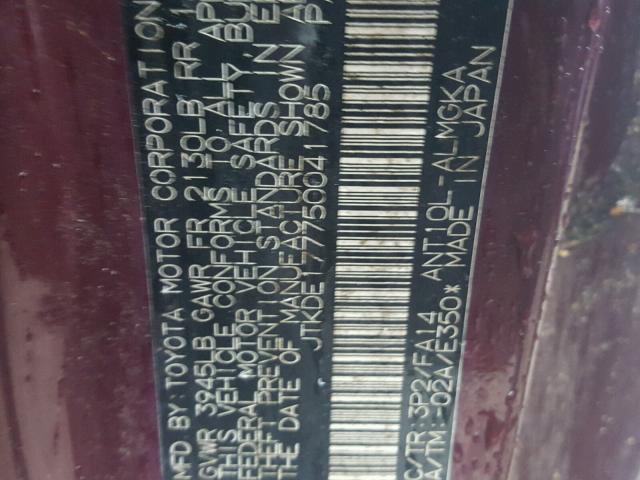 MFD BY: TOYOTA MOTOR CORPORATION
GVWR 3945LB GAWR FR 2130LB RR
THIS VEHICLE CONFORMS TO ALL AP
FEDERAL MOTOR VEHICLE SAFETY BU
THEFT PREVENTION STANDARDS IN
THE DATE OF MANUFACTURE SHOWN
JTKDE177750041785
C/TR: 3P2/FA14 ANT10L-ALMGKA
A/TM: -02A/E350* MADE IN JAPAN